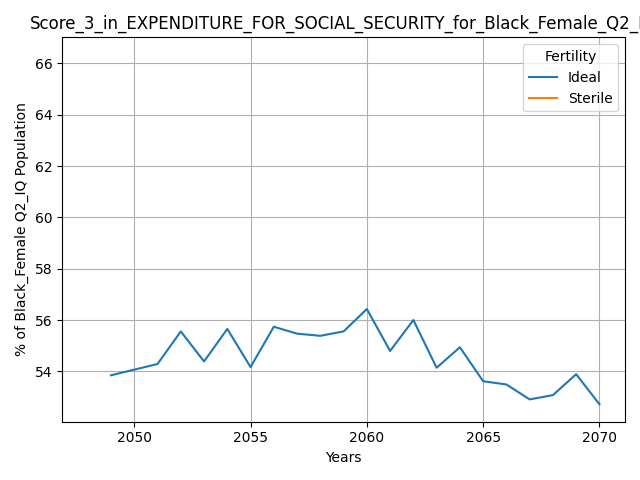 Score_3_in_EXPENDITURE_FOR_SOCIAL_SECURITY_for_Black_Female_Q2_
Fertility
Ideal
Sterile
% of Black_Female Q2_IQ Population
66
64
62
60
58
56
54
2050
2055
2060
2065
2070
Years